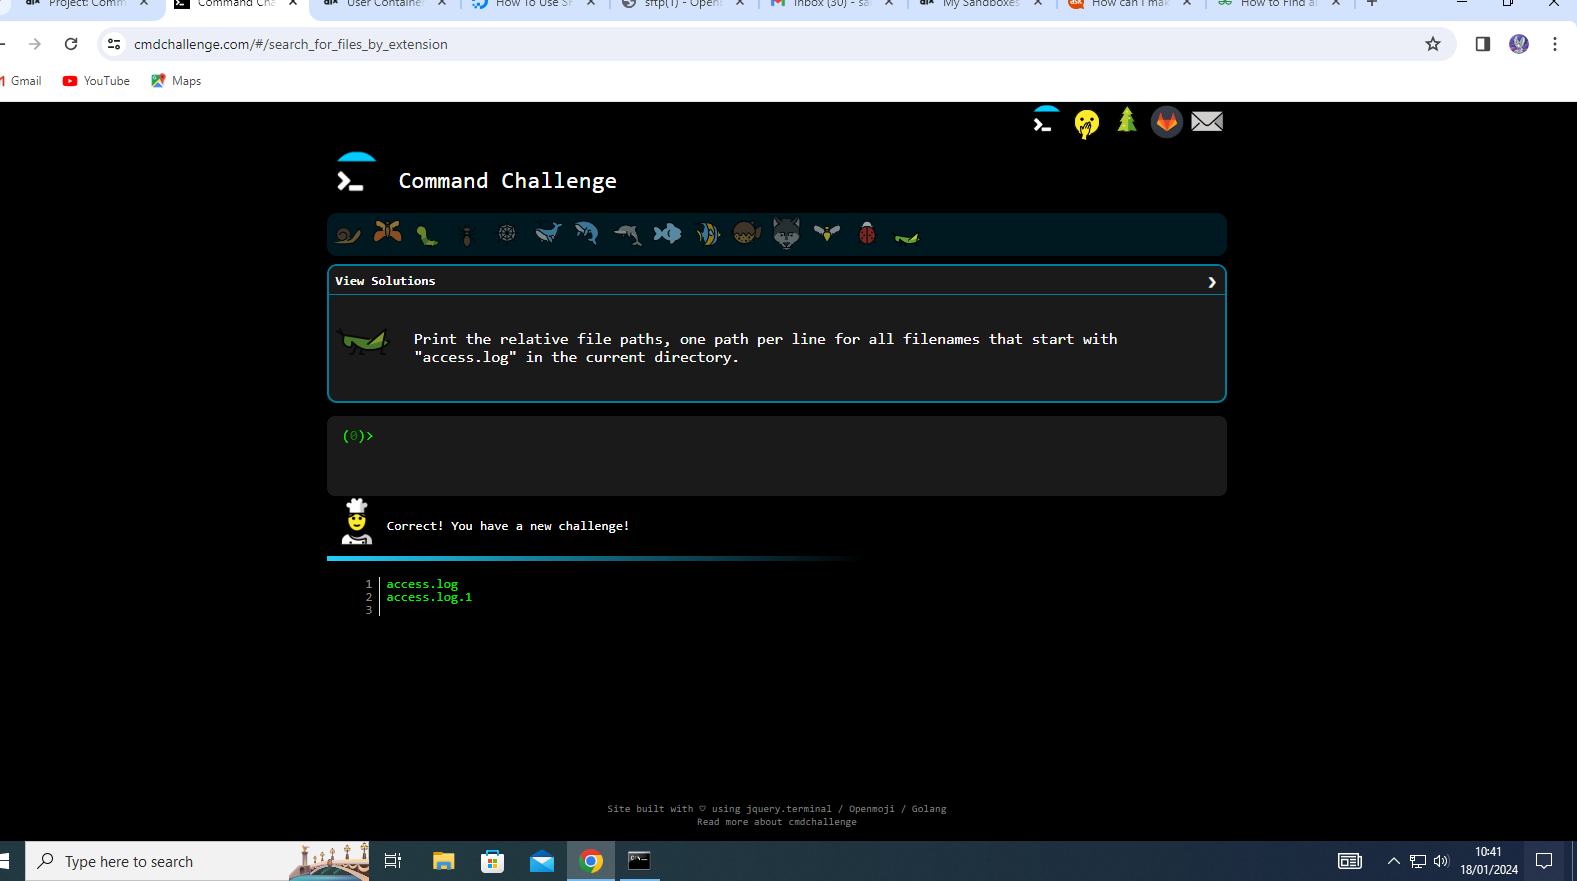 Project: Comm
Command Cha
User Container
How To Use SF
sftp(1) - Open
Inbox (30) - sa
My Sandboxes
How can I mak
How to Find a
cmdchallenge.com/#/search_for_files_by_extension
Gmail YouTube Maps
Command Challenge
View Solutions
Print the relative file paths, one path per line for all filenames that start with
"access.log" in the current directory.
(0)>
Correct! You have a new challenge!
1 access.log
2 access.log.1
3
Site built with ♡ using jquery.terminal / Openmoji / Golang
Read more about cmdchallenge
Type here to search
10:41
18/01/2024